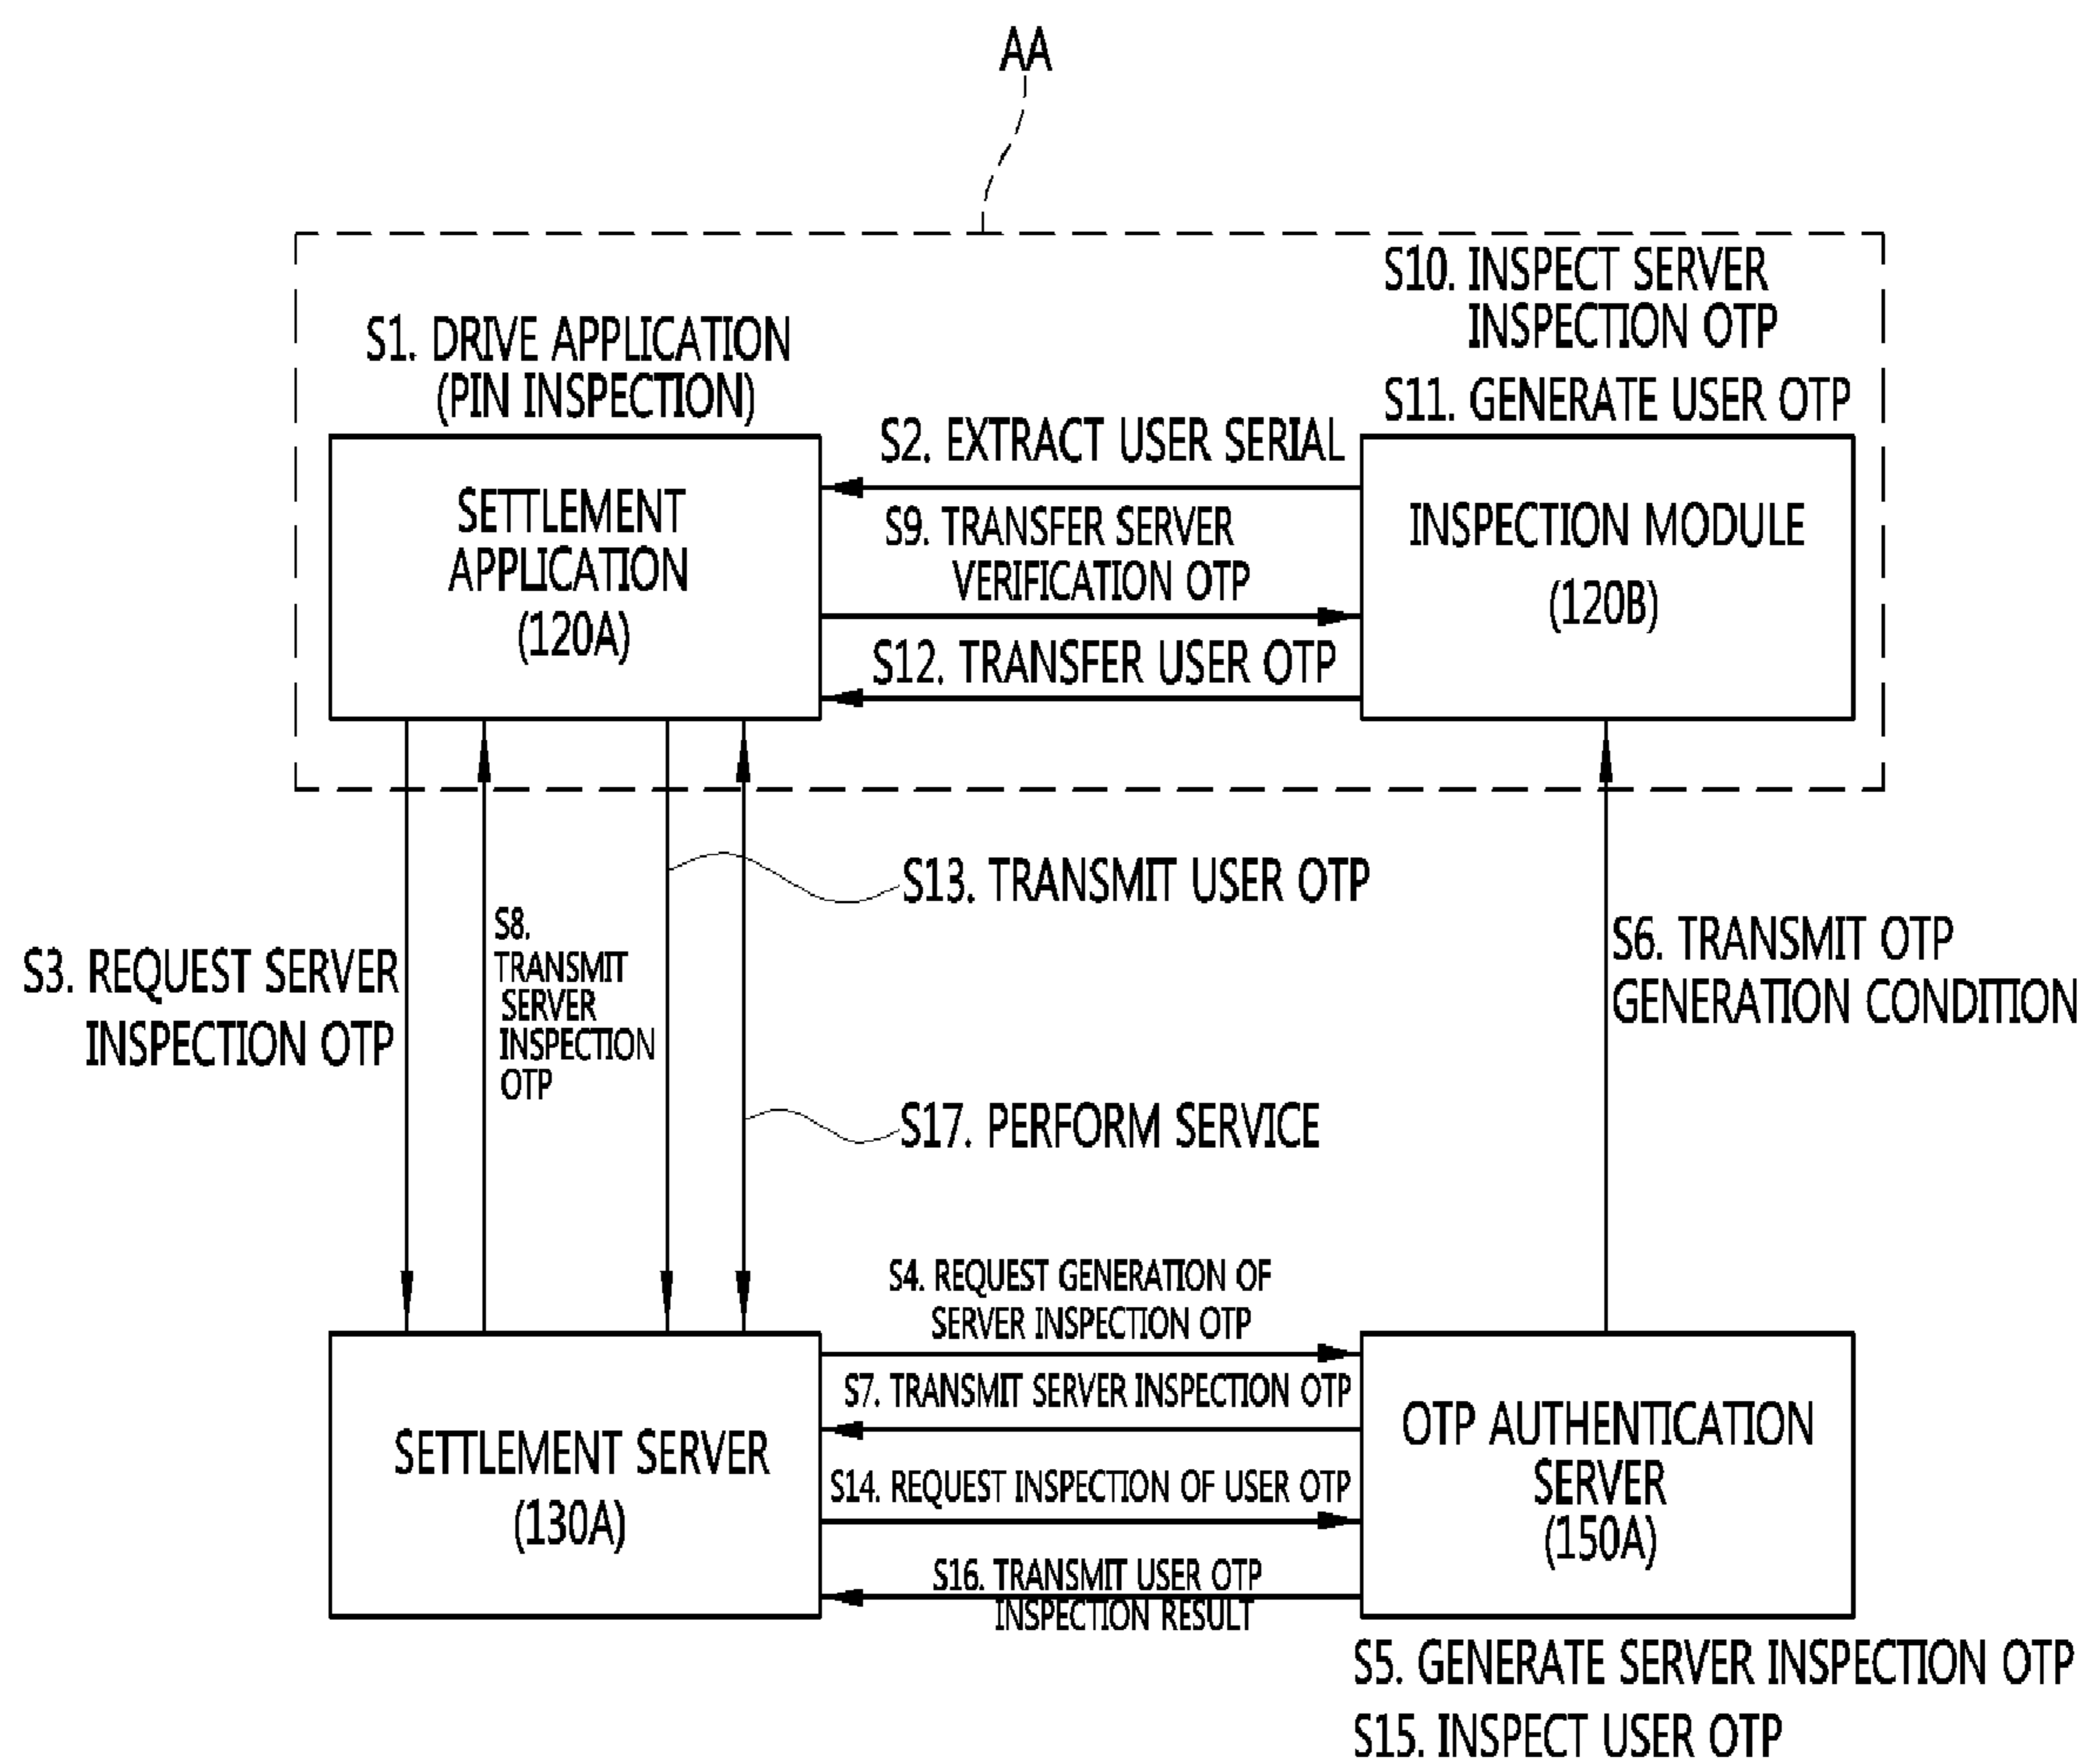 AA
S10. INSPECT SERVER
INSPECTION OTP
S11. GENERATE USER OTP
S1. DRIVE APPLICATION
(PIN INSPECTION)
S2. EXTRACT USER SERIAL
SETTLEMENT
APPLICATION
(120A)
S9. TRANSFER SERVER
VERIFICATION OTP
INSPECTION MODULE
(120B)
S12. TRANSFER USER OTP
S13. TRANSMIT USER OTP
S3. REQUEST SERVER
INSPECTION OTP
S8.
TRANSMIT
SERVER
INSPECTION
OTP
S6. TRANSMIT OTP
GENERATION CONDITION
S17. PERFORM SERVICE
S4. REQUEST GENERATION OF
SERVER INSPECTION OTP
S7. TRANSMIT SERVER INSPECTION OTP
SETTLEMENT SERVER
(130A)
OTP AUTHENTICATION
SERVER
(150A)
S14. REQUEST INSPECTION OF USER OTP
S16. TRANSMIT USER OTP
INSPECTION RESULT
S5. GENERATE SERVER INSPECTION OTP
S15. INSPECT USER OTP